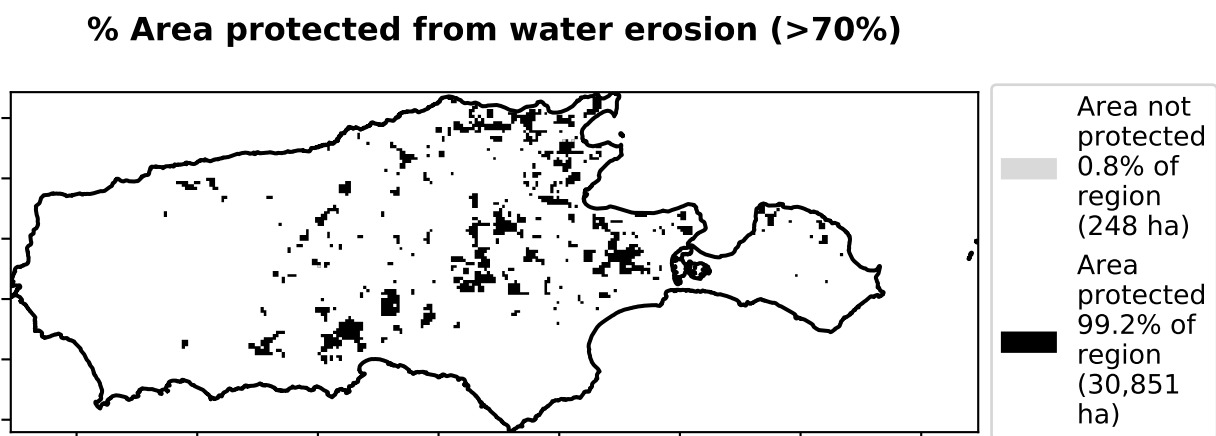 % Area protected from water erosion (>70%)
Area not
protected
0.8% of
region
(248 ha)
Area
protected
99.2% of
region
(30,851
ha)